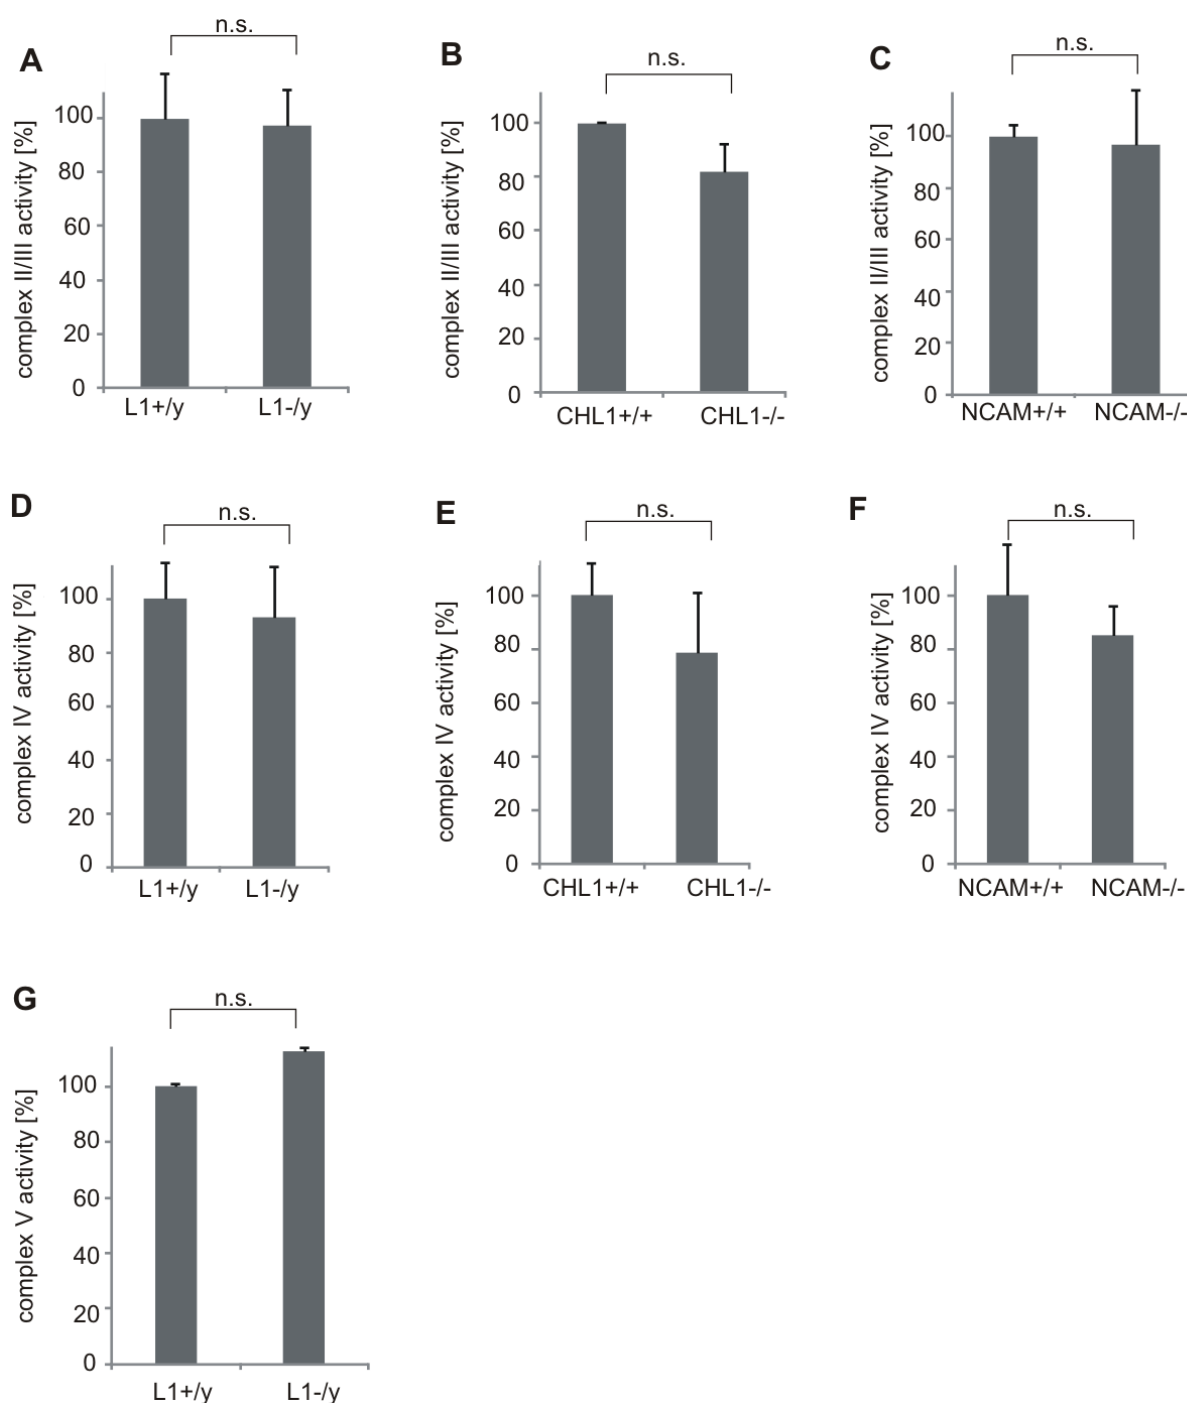 A
n.s.
complex II/III activity [%]
100
80
60
40
20
0
L1+/y L1-/y
B
n.s.
complex II/III activity [%]
100
80
60
40
20
0
CHL1+/+ CHL1-/-
C
n.s.
complex II/III activity [%]
100
80
60
40
20
0
NCAM+/+ NCAM-/-
D
n.s.
complex IV activity [%]
100
80
60
40
20
0
L1+/y L1-/y
E
n.s.
complex IV activity [%]
100
80
60
40
20
0
CHL1+/+ CHL1-/-
F
n.s.
complex IV activity [%]
100
80
60
40
20
0
NCAM+/+ NCAM-/-
G
n.s.
complex V activity [%]
100
80
60
40
20
0
L1+/y L1-/y